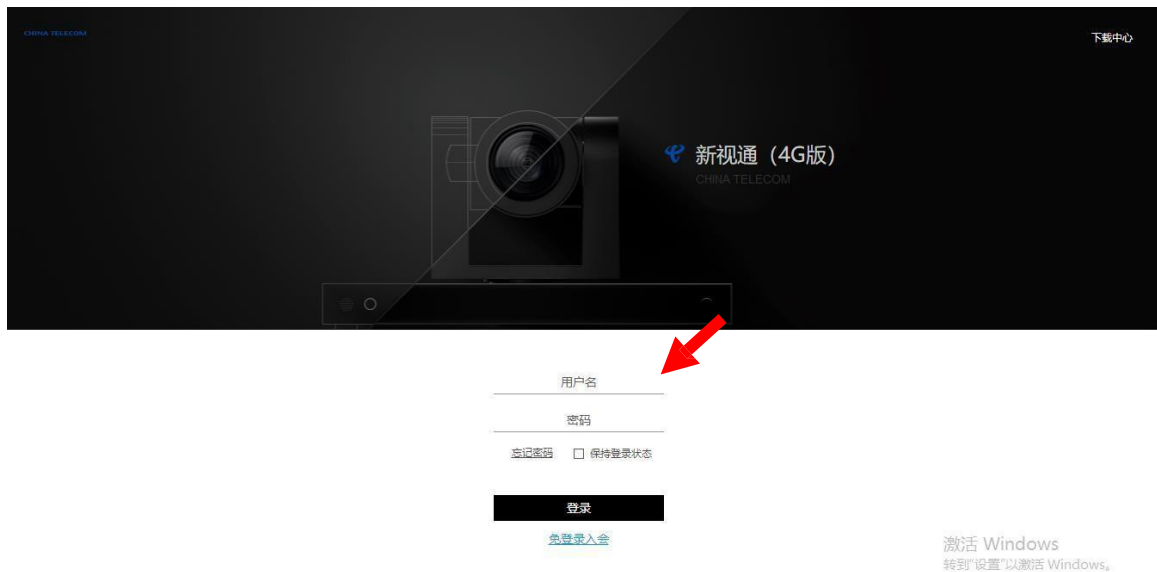 CHINA TELECOM
下载中心
新视通（4G版）
CHINA TELECOM
用户名
密码
忘记密码 保持登录状态
登录
免登录入会
激活 Windows
转到"设置"以激活 Windows。